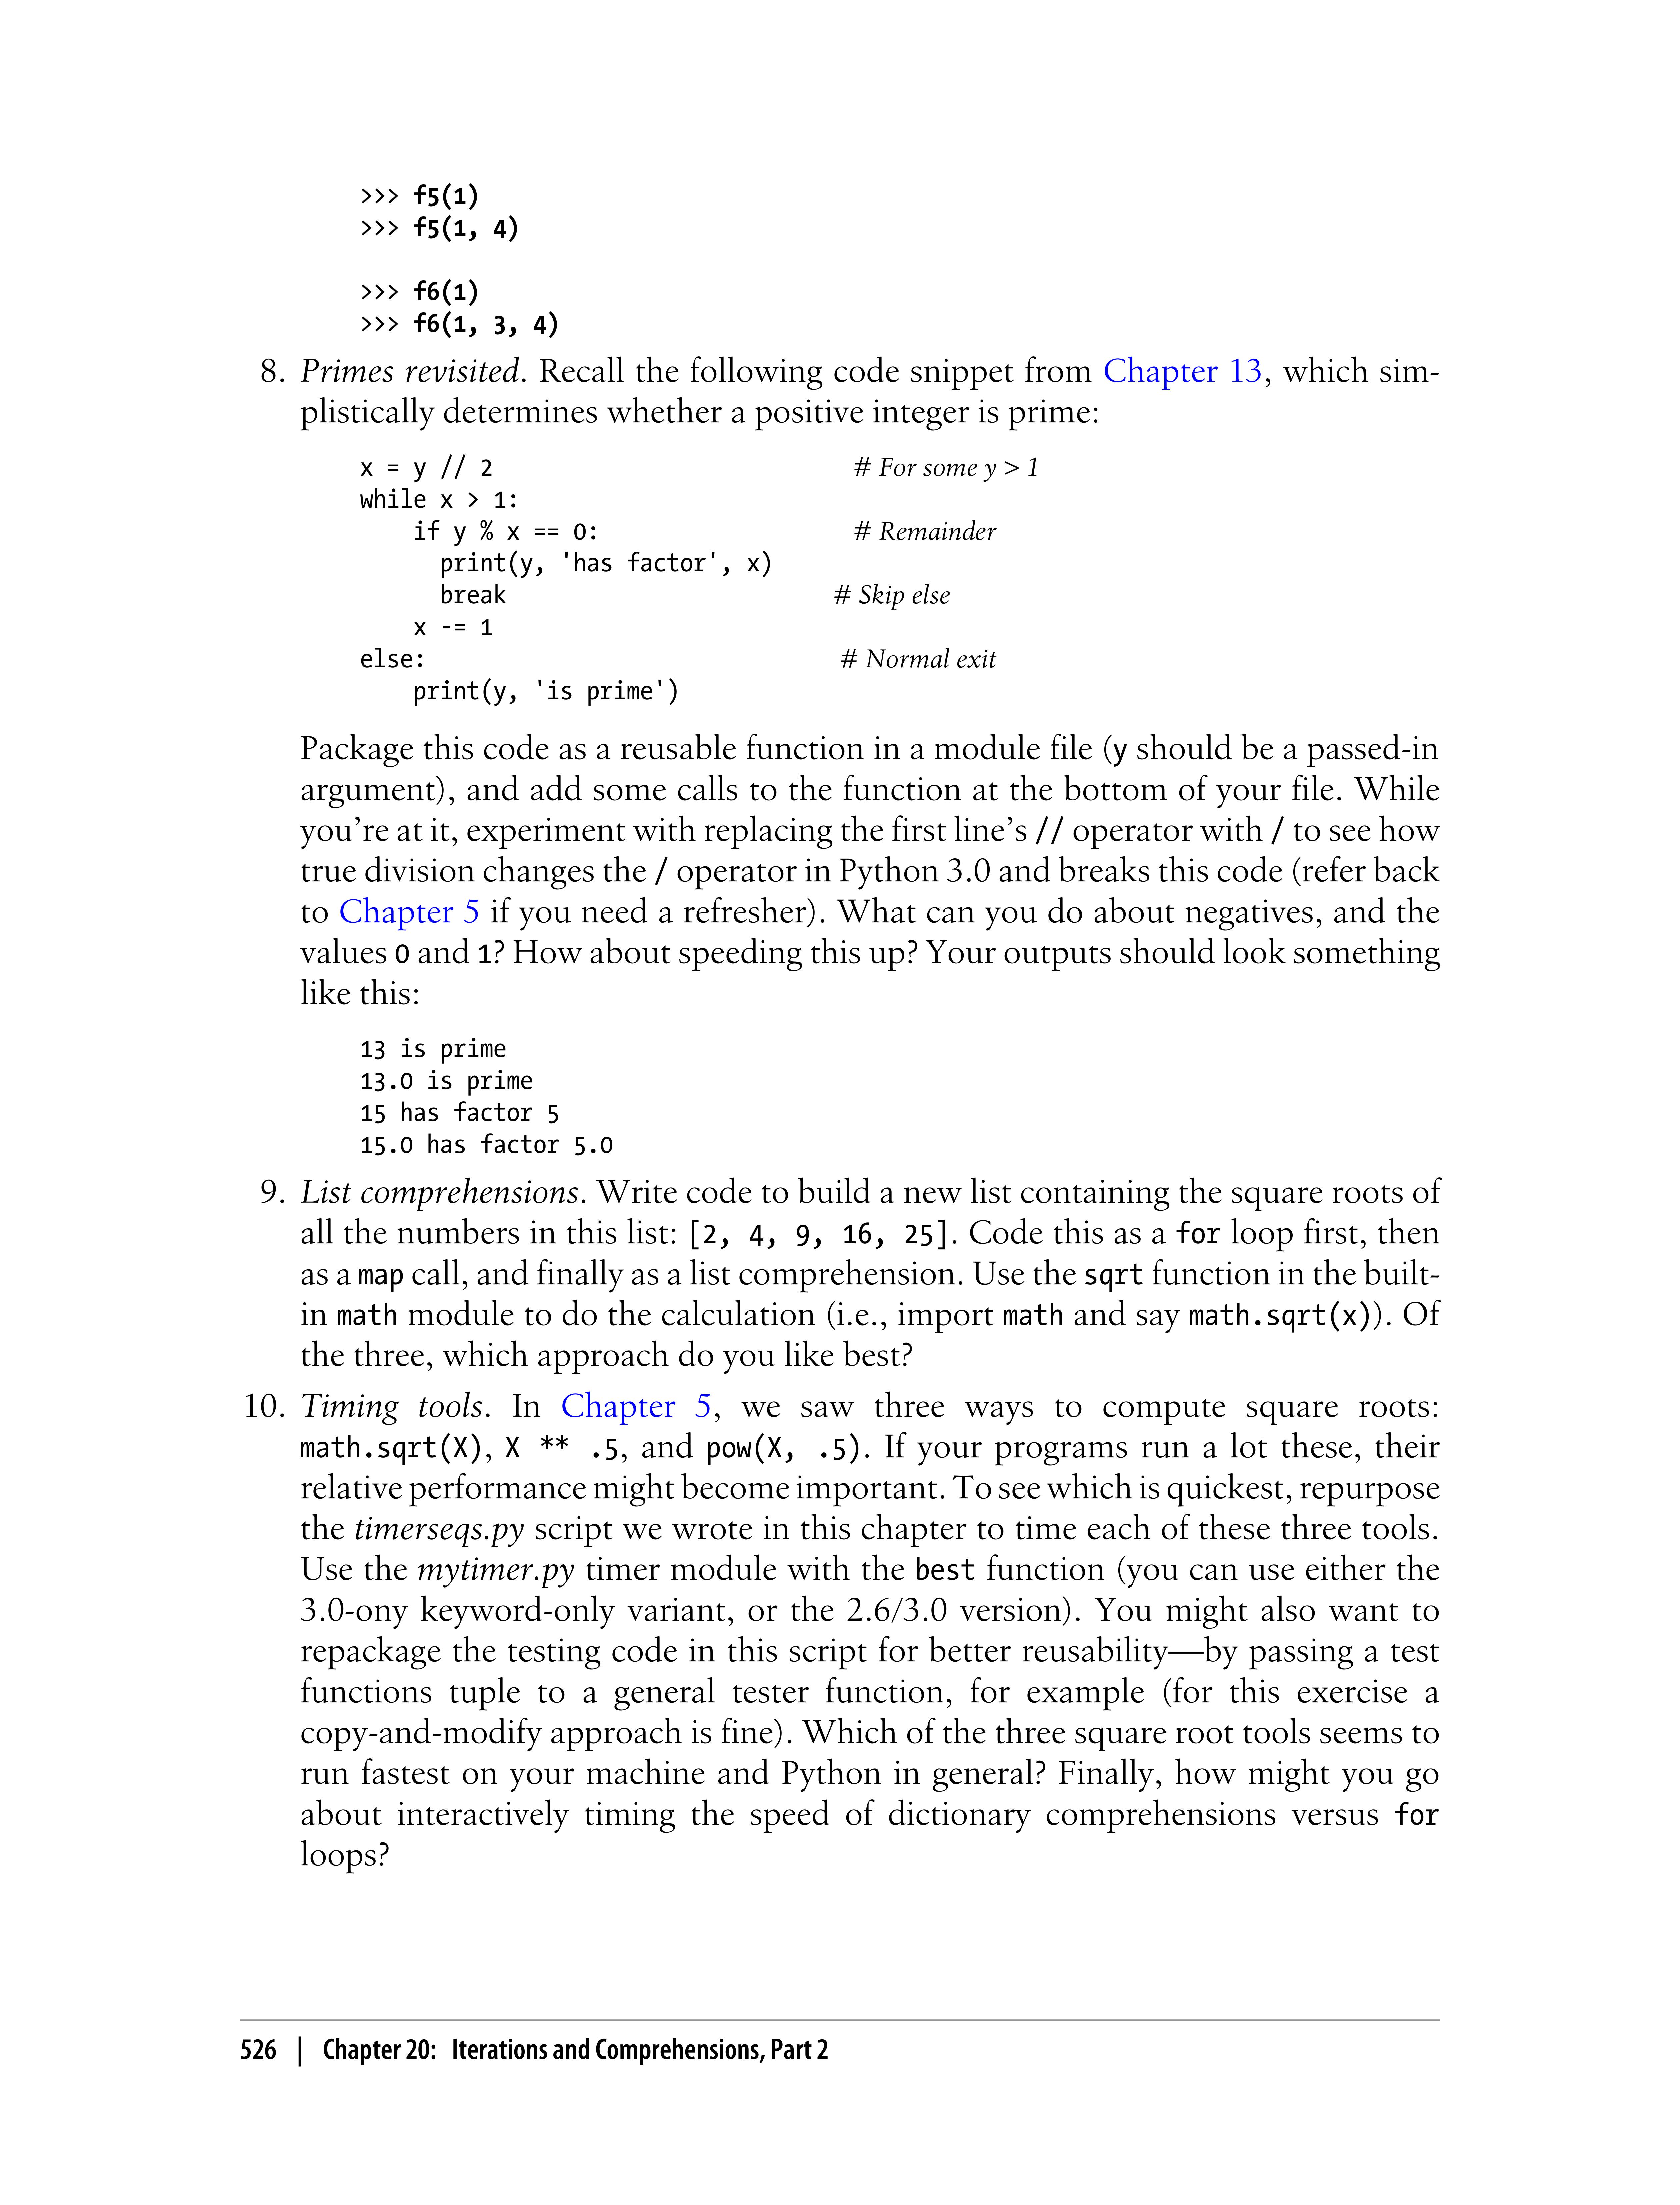 >>> f5(1)
>>> f5(1, 4)
>>> f6(1)
>>> f6(1, 3, 4)
8. Primes revisited. Recall the following code snippet from Chapter 13, which sim-
plistically determines whether a positive integer is prime:
x = y // 2 # For some y > 1
while x > 1:
if y % x == 0: # Remainder
print(y, 'has factor', x)
break # Skip else
x -= 1
else: # Normal exit
print(y, 'is prime')
Package this code as a reusable function in a module file (y should be a passed-in
argument), and add some calls to the function at the bottom of your file. While
you’re at it, experiment with replacing the first line’s // operator with / to see how
true division changes the / operator in Python 3.0 and breaks this code (refer back
to Chapter 5 if you need a refresher). What can you do about negatives, and the
values 0 and 1? How about speeding this up? Your outputs should look something
like this:
13 is prime
13.0 is prime
15 has factor 5
15.0 has factor 5.0
9. List comprehensions. Write code to build a new list containing the square roots of
all the numbers in this list: [2, 4, 9, 16, 25]. Code this as a for loop first, then
as a map call, and finally as a list comprehension. Use the sqrt function in the built-
in math module to do the calculation (i.e., import math and say math.sqrt(x)). Of
the three, which approach do you like best?
10. Timing tools. In Chapter 5, we saw three ways to compute square roots:
math.sqrt(X), X ** .5, and pow(X, .5). If your programs run a lot these, their
relative performance might become important. To see which is quickest, repurpose
the timerseqs.py script we wrote in this chapter to time each of these three tools.
Use the mytimer.py timer module with the best function (you can use either the
3.0-ony keyword-only variant, or the 2.6/3.0 version). You might also want to
repackage the testing code in this script for better reusability—by passing a test
functions tuple to a general tester function, for example (for this exercise a
copy-and-modify approach is fine). Which of the three square root tools seems to
run fastest on your machine and Python in general? Finally, how might you go
about interactively timing the speed of dictionary comprehensions versus for
loops?
526 | Chapter 20: Iterations and Comprehensions, Part 2